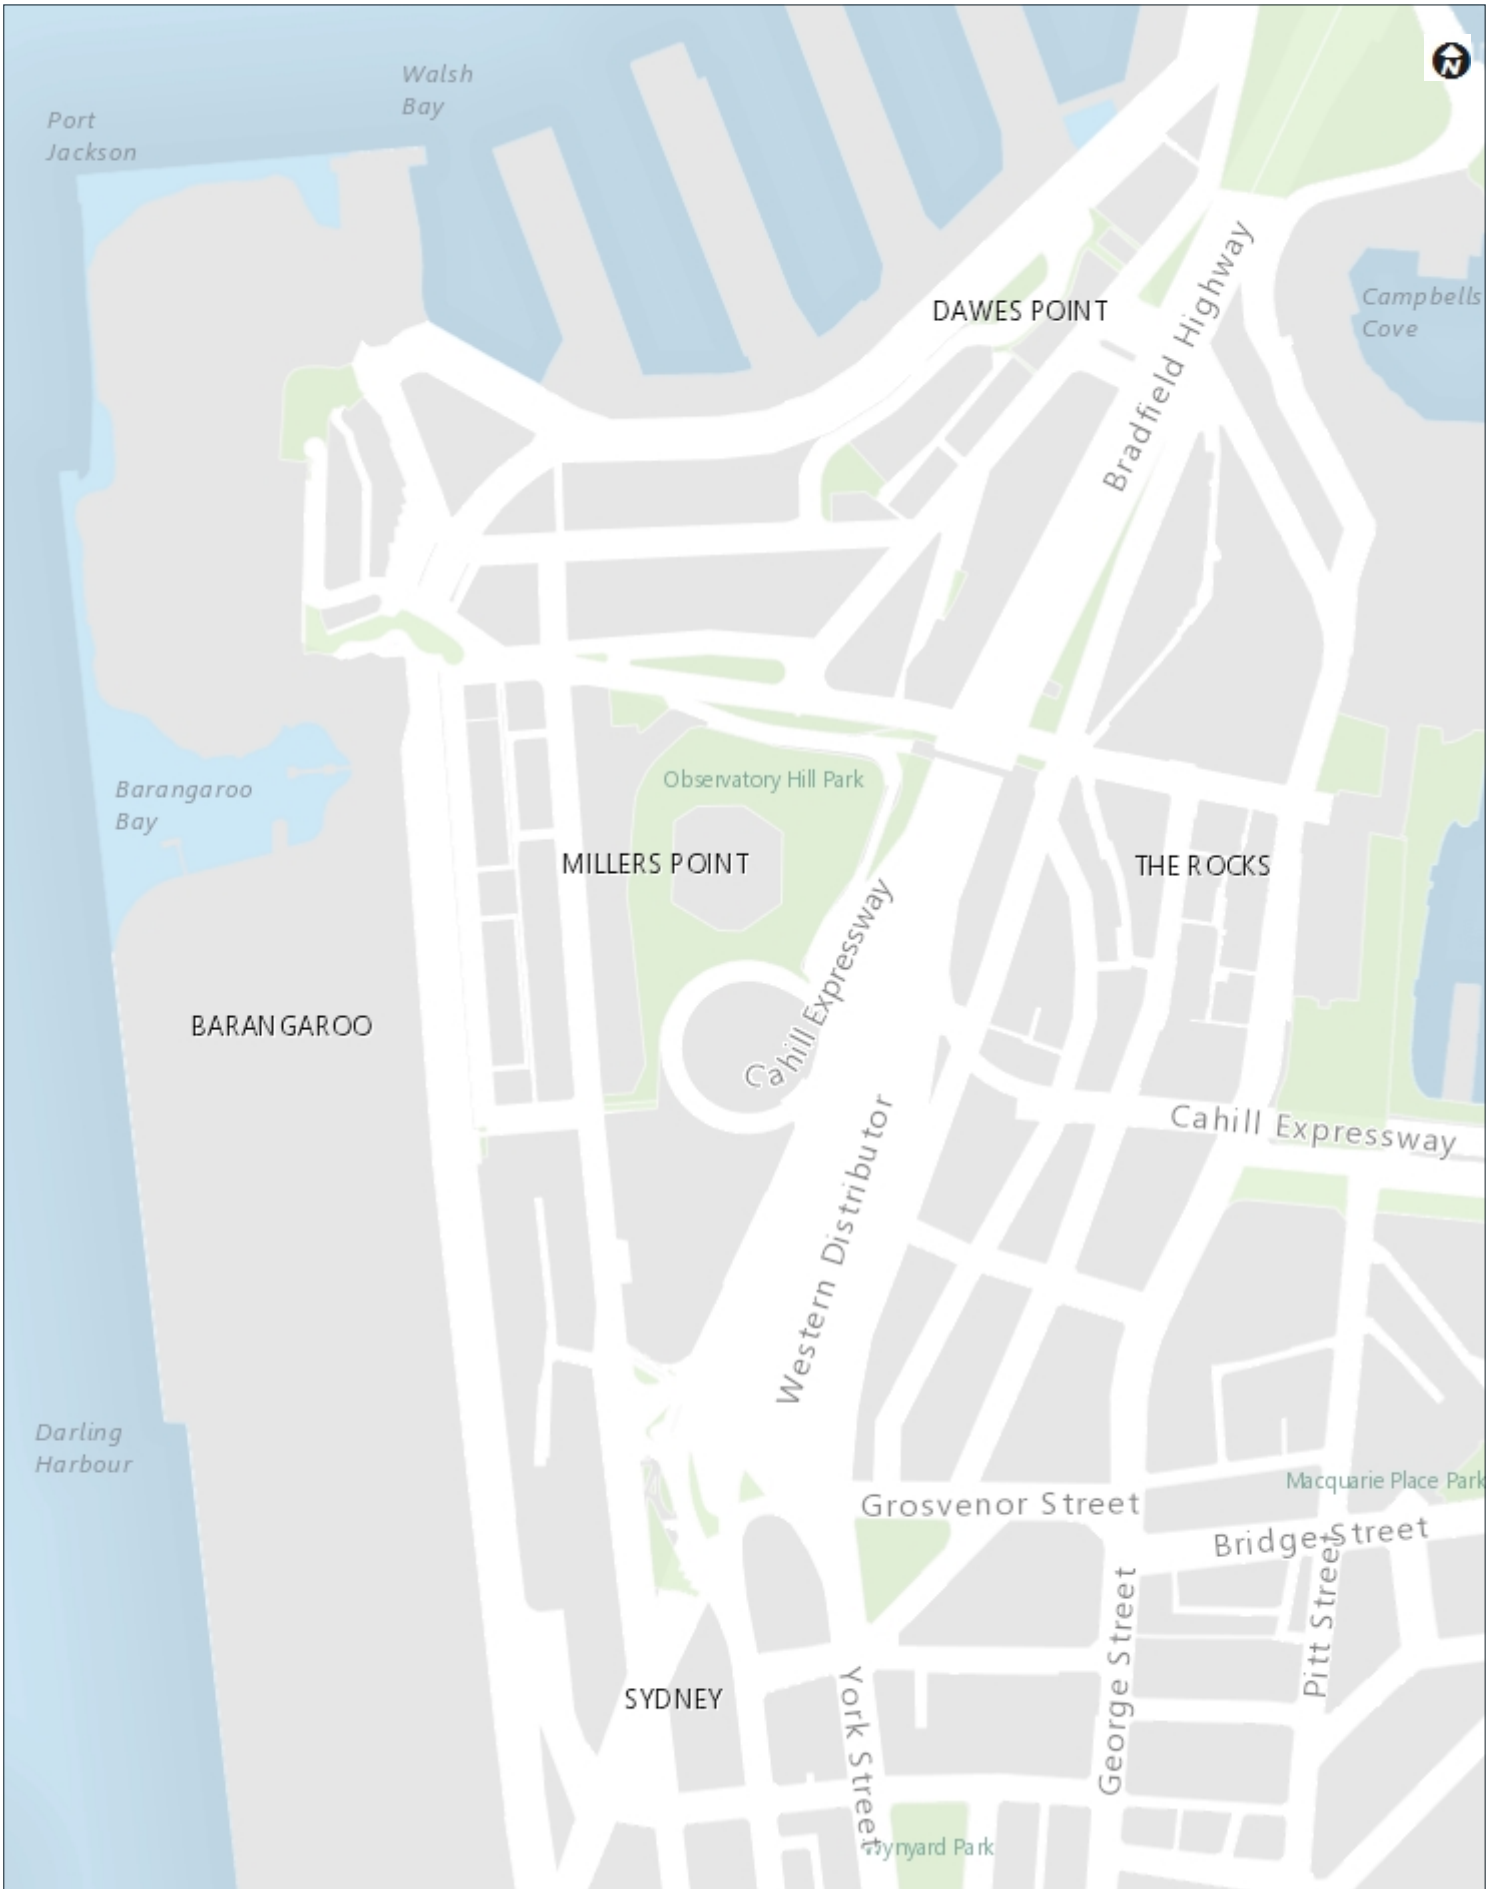 N
Walsh
Bay
Port
Jackson
Campbells
Cove
DAWES POINT
Bradfield Highway
Observatory Hill Park
Barangaroo
Bay
MILLERS POINT
THE ROCKS
Cahill Expressway
BARANGAROO
Cahill Expressway
Western Distributor
Darling
Harbour
Macquarie Place Park
Grosvenor Street
Bridge Street
Pitt Street
George Street
York Street
SYDNEY
Wynyard Park